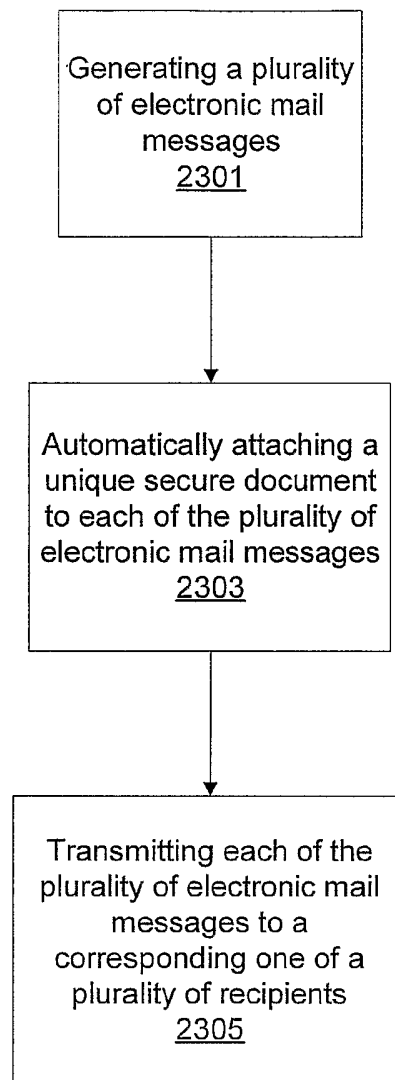 Generating a plurality
of electronic mail
messages
2301
Automatically attaching a
unique secure document
to each of the plurality of
electronic mail messages
2303
Transmitting each of the
plurality of electronic mail
messages to a
corresponding one of a
plurality of recipients
2305